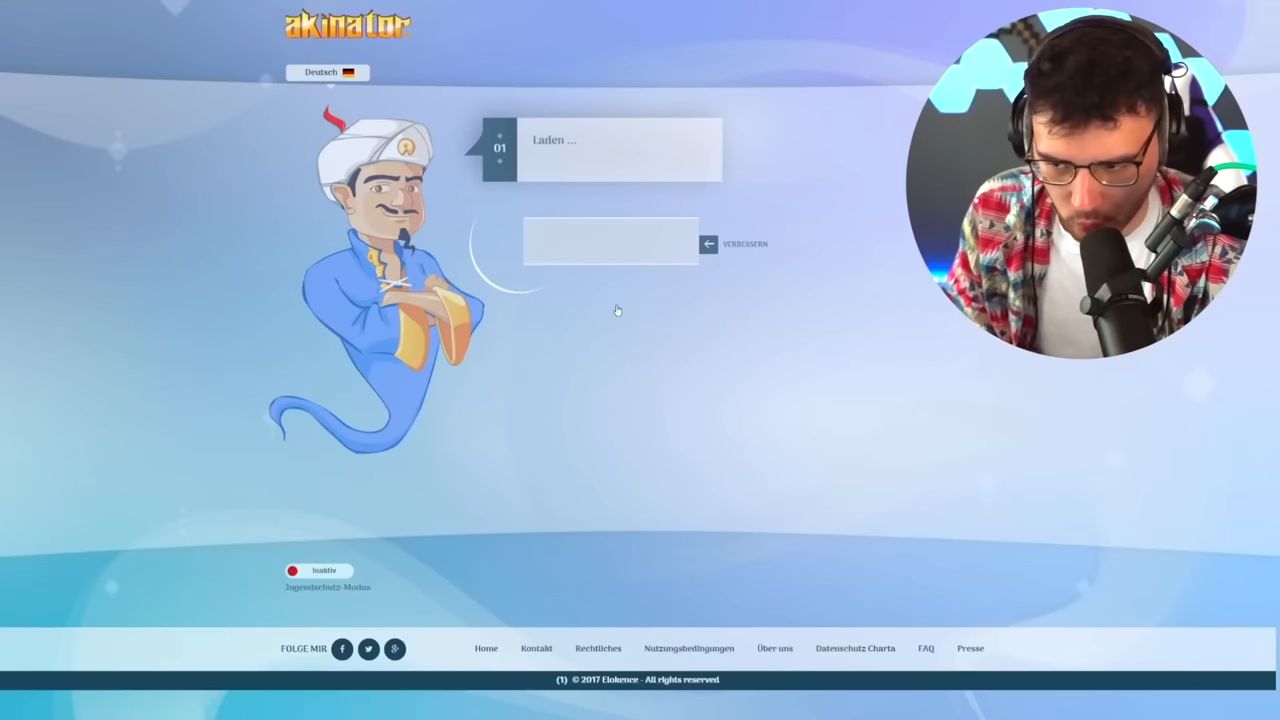 akinator
Deutsch
01
Laden ...
VERBESSERN
Inaktiv
Jugendschutz-Modus
FOLGE MIR
Home Kontakt Rechtliches Nutzungsbedingungen Über uns Datenschutz Charta FAQ Presse
(1) © 2017 Elokence - All rights reserved